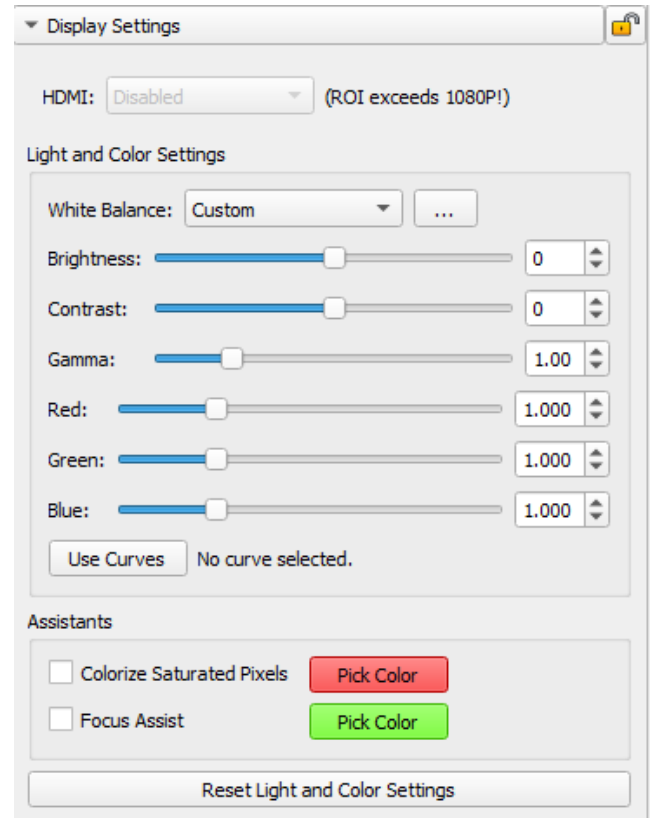 Display Settings
HDMI: Disabled (ROI exceeds 1080P!)
Light and Color Settings
White Balance: Custom ...
Brightness: 0
Contrast: 0
Gamma: 1.00
Red: 1.000
Green: 1.000
Blue: 1.000
Use Curves No curve selected.
Assistants
Colorize Saturated Pixels Pick Color
Focus Assist Pick Color
Reset Light and Color Settings